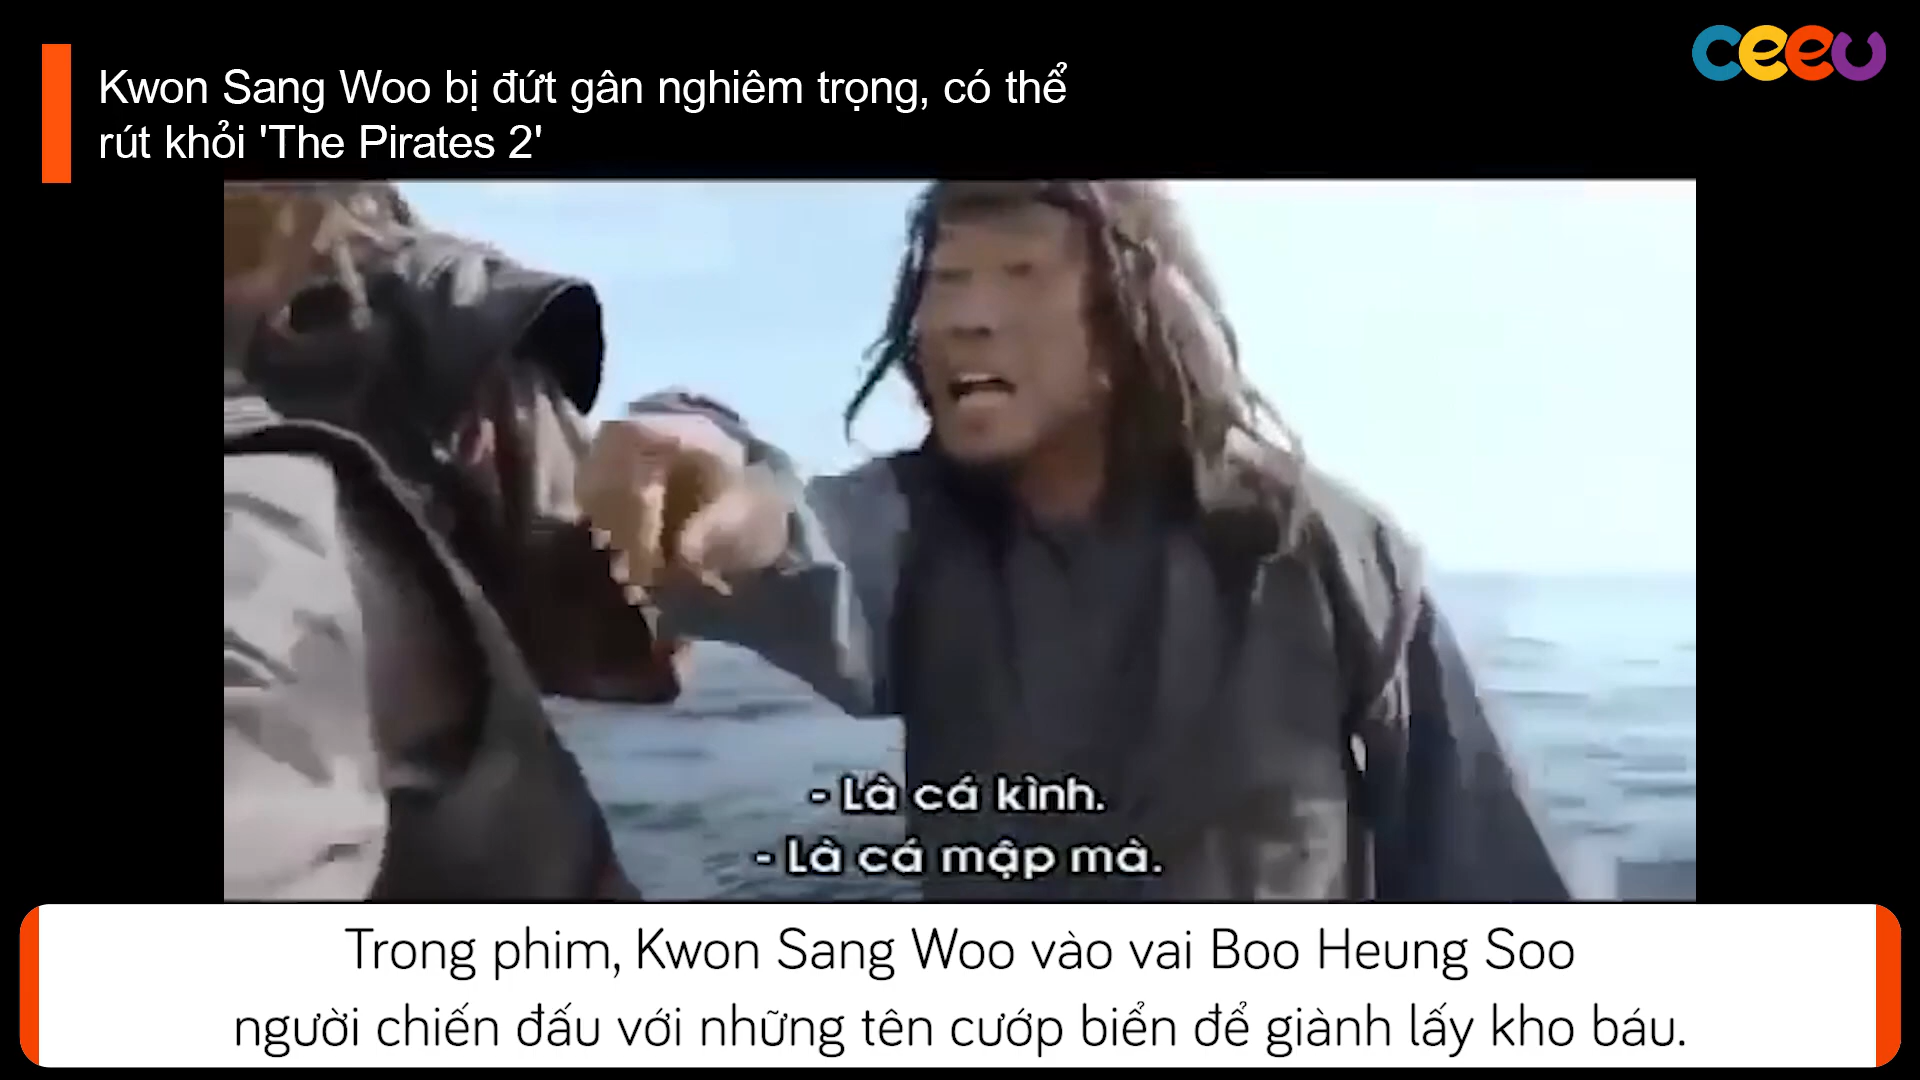 ceeu
Kwon Sang Woo bị đứt gân nghiêm trọng, có thể
rút khỏi 'The Pirates 2'
- Là cá kình.
- Là cá mập mà.
Trong phim, Kwon Sang Woo vào vai Boo Heung Soo
người chiến đấu với những tên cướp biển để giành lấy kho báu.